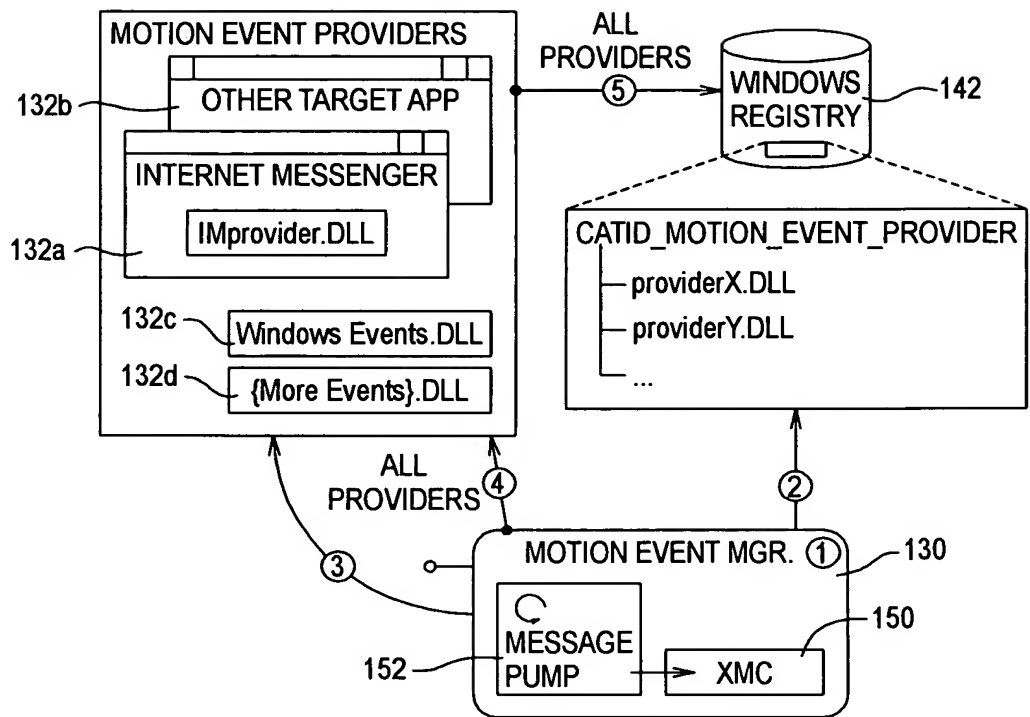 MOTION EVENT PROVIDERS
132b
OTHER TARGET APP
INTERNET MESSENGER
IMprovider.DLL
132a
132c
Windows Events.DLL
132d
{More Events}.DLL
ALL
PROVIDERS
5
WINDOWS
REGISTRY
142
CATID_MOTION_EVENT_PROVIDER
providerX.DLL
providerY.DLL
...
ALL
PROVIDERS
4
2
3
MOTION EVENT MGR. 1
130
150
152
MESSAGE
PUMP
XMC